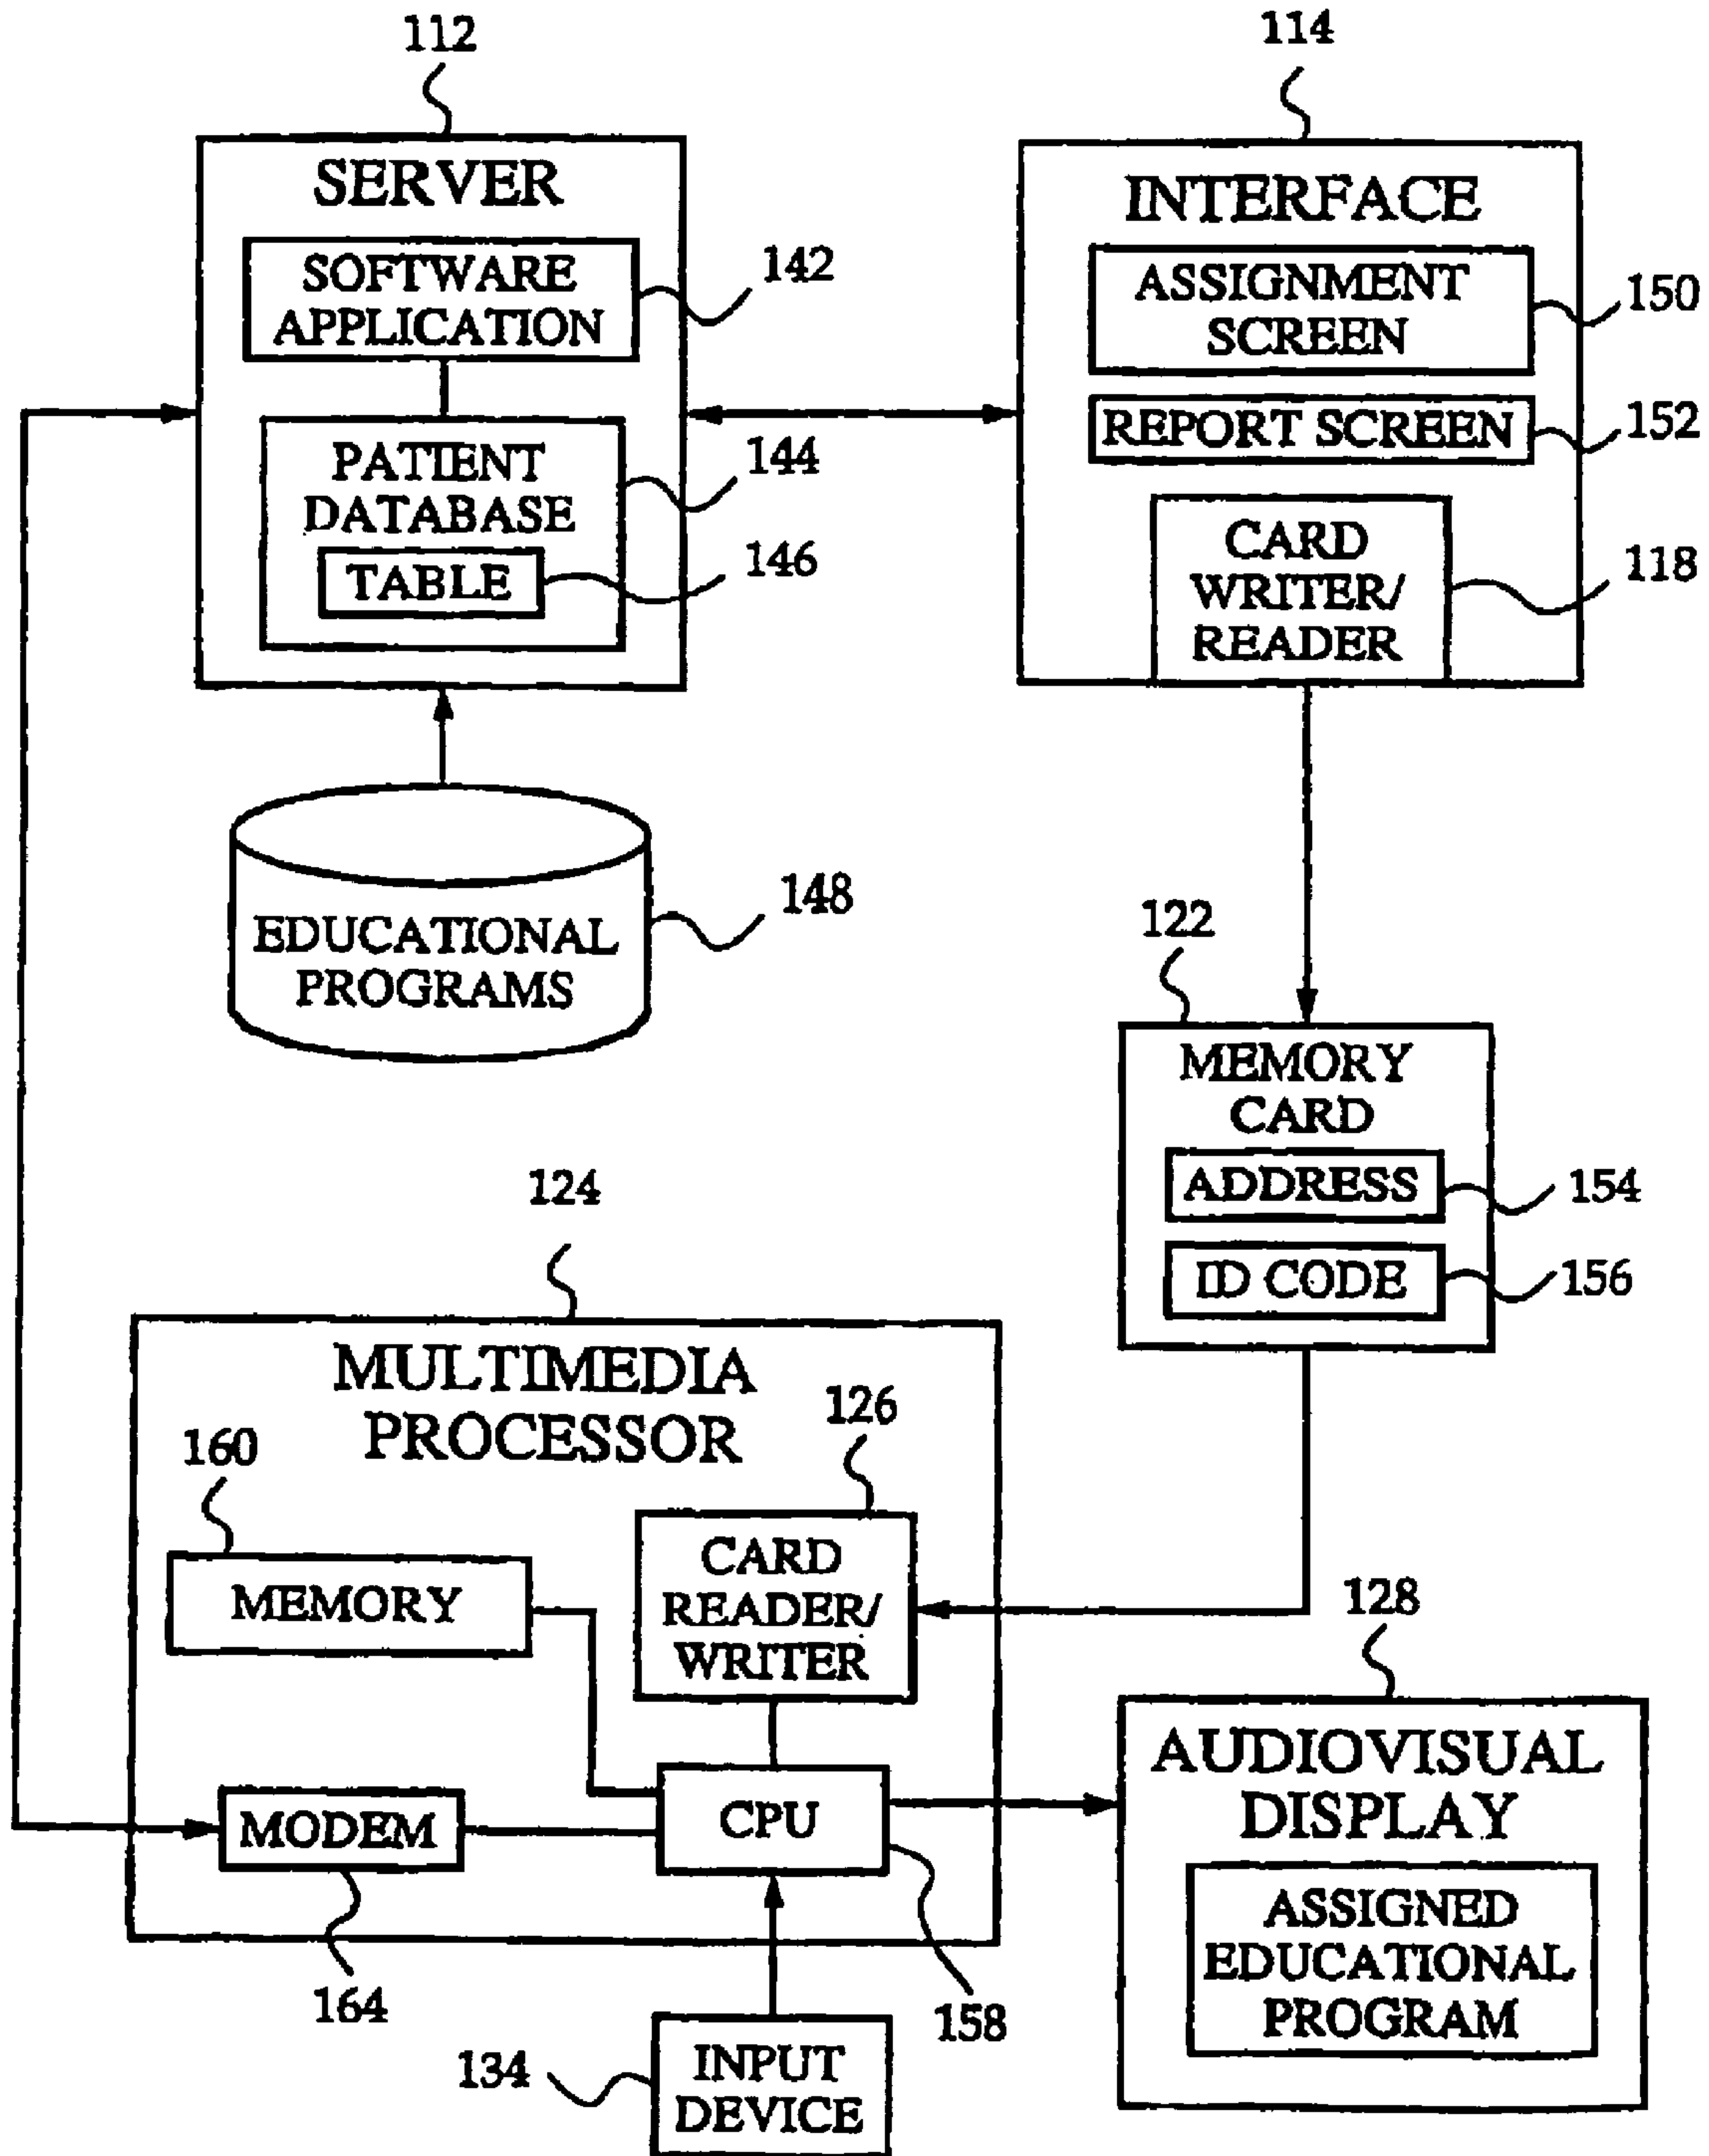 112
114
SERVER
SOFTWARE
APPLICATION
142
PATIENT
DATABASE
144
TABLE
146
INTERFACE
ASSIGNMENT
SCREEN
150
REPORT SCREEN
152
CARD
WRITER/
READER
118
EDUCATIONAL
PROGRAMS
148
122
MEMORY
CARD
ADDRESS
154
ID CODE
156
124
MULTIMEDIA
PROCESSOR
160
MEMORY
126
CARD
READER/
WRITER
MODEM
164
CPU
158
134
INPUT
DEVICE
128
AUDIOVISUAL
DISPLAY
ASSIGNED
EDUCATIONAL
PROGRAM